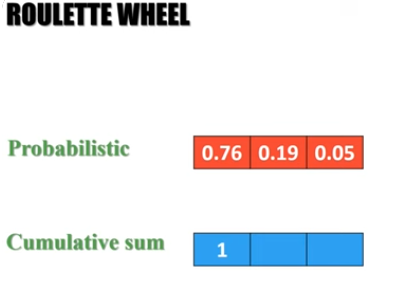 ROULETTE WHEEL
Probabilistic 0.76 0.19 0.05
Cumulative sum 1